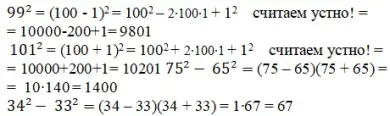 99² = (100 - 1)² = 100² – 2·100·1 + 1² считаем устно! =
= 10000-200+1= 9801
101² = (100 + 1)² = 100² + 2·100·1 + 1² считаем устно! =
= 10000+200+1= 10201 75² – 65² = (75 – 65)(75 + 65) =
= 10·140= 1400
34² – 33² = (34 – 33)(34 + 33) = 1·67 = 67